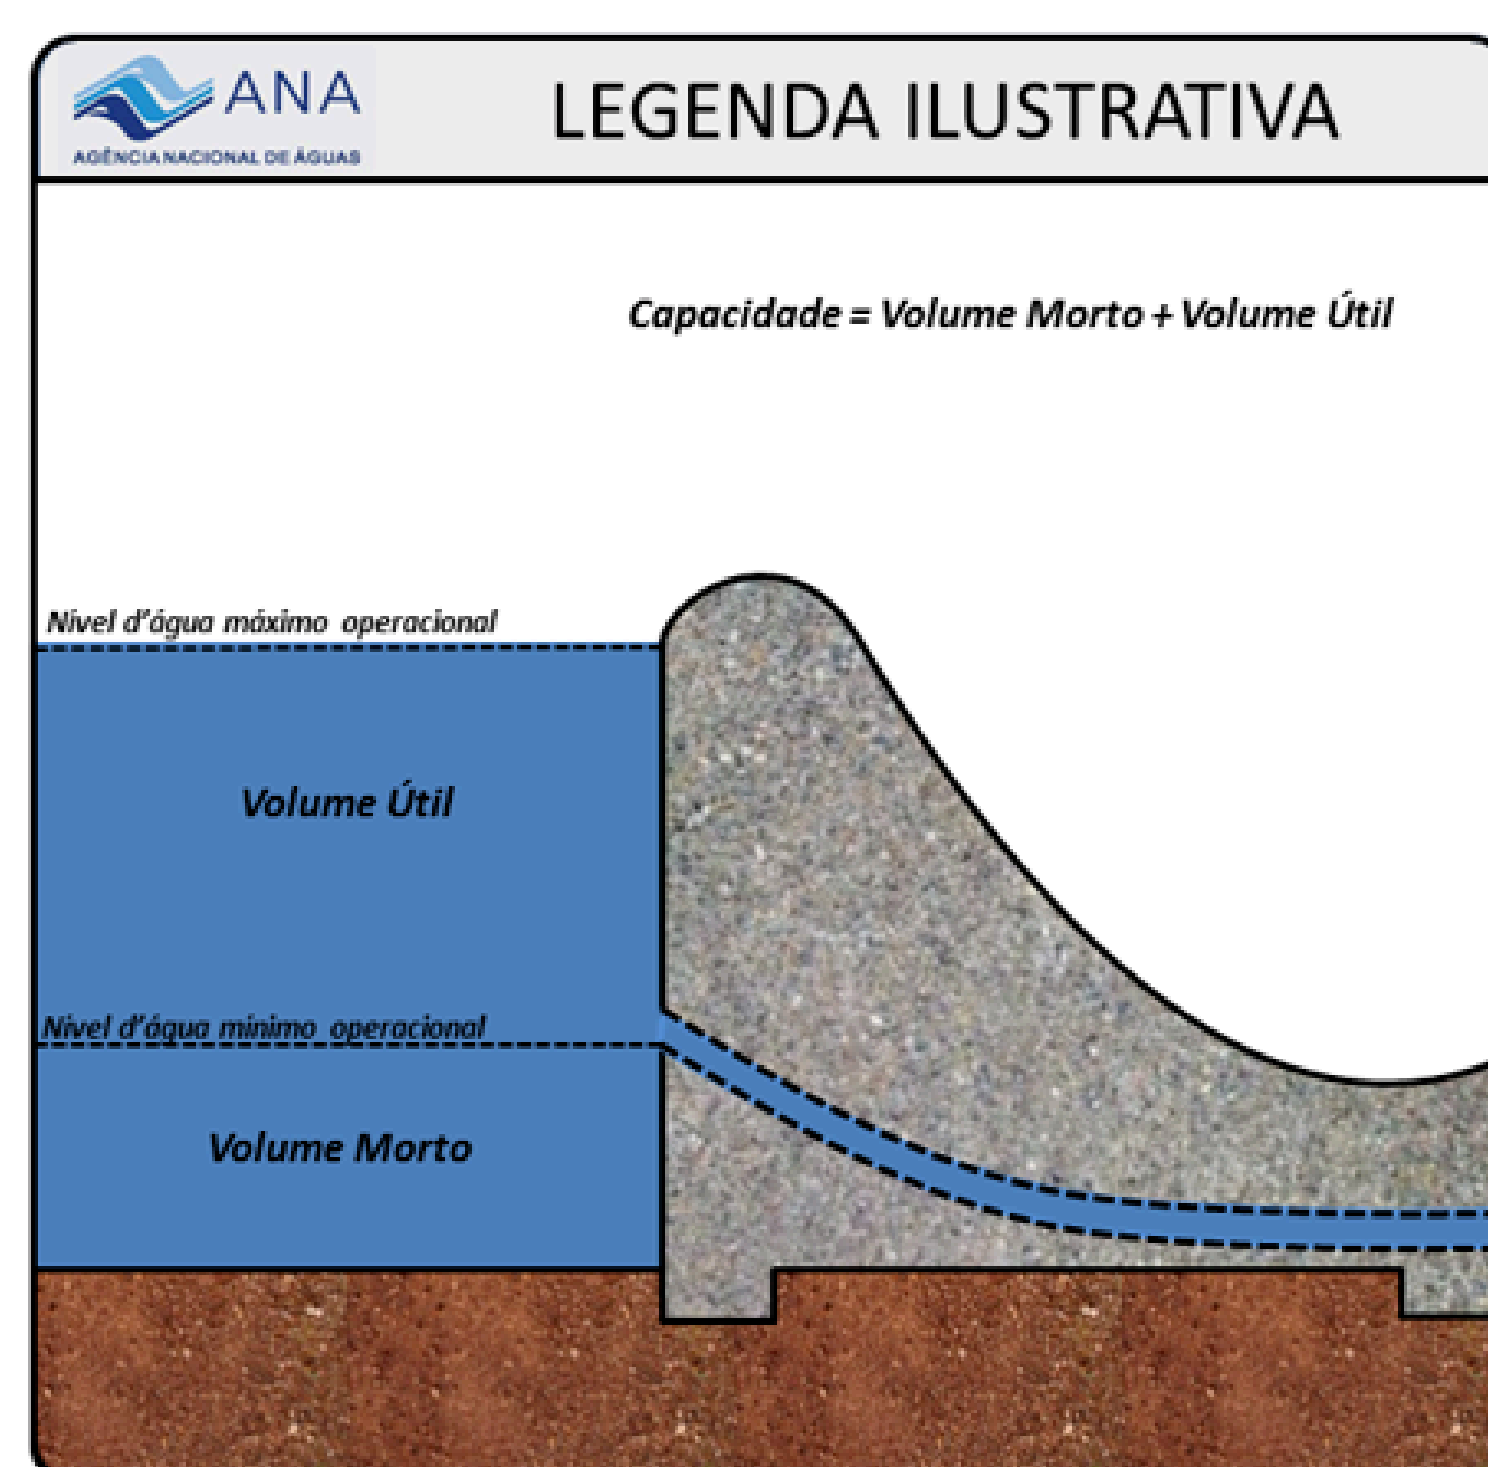 ANA
AGÊNCIA NACIONAL DE ÁGUAS
LEGENDA ILUSTRATIVA
Capacidade = Volume Morto + Volume Útil
Nível d'água máximo operacional
Volume Útil
Nível d'água mínimo operacional
Volume Morto